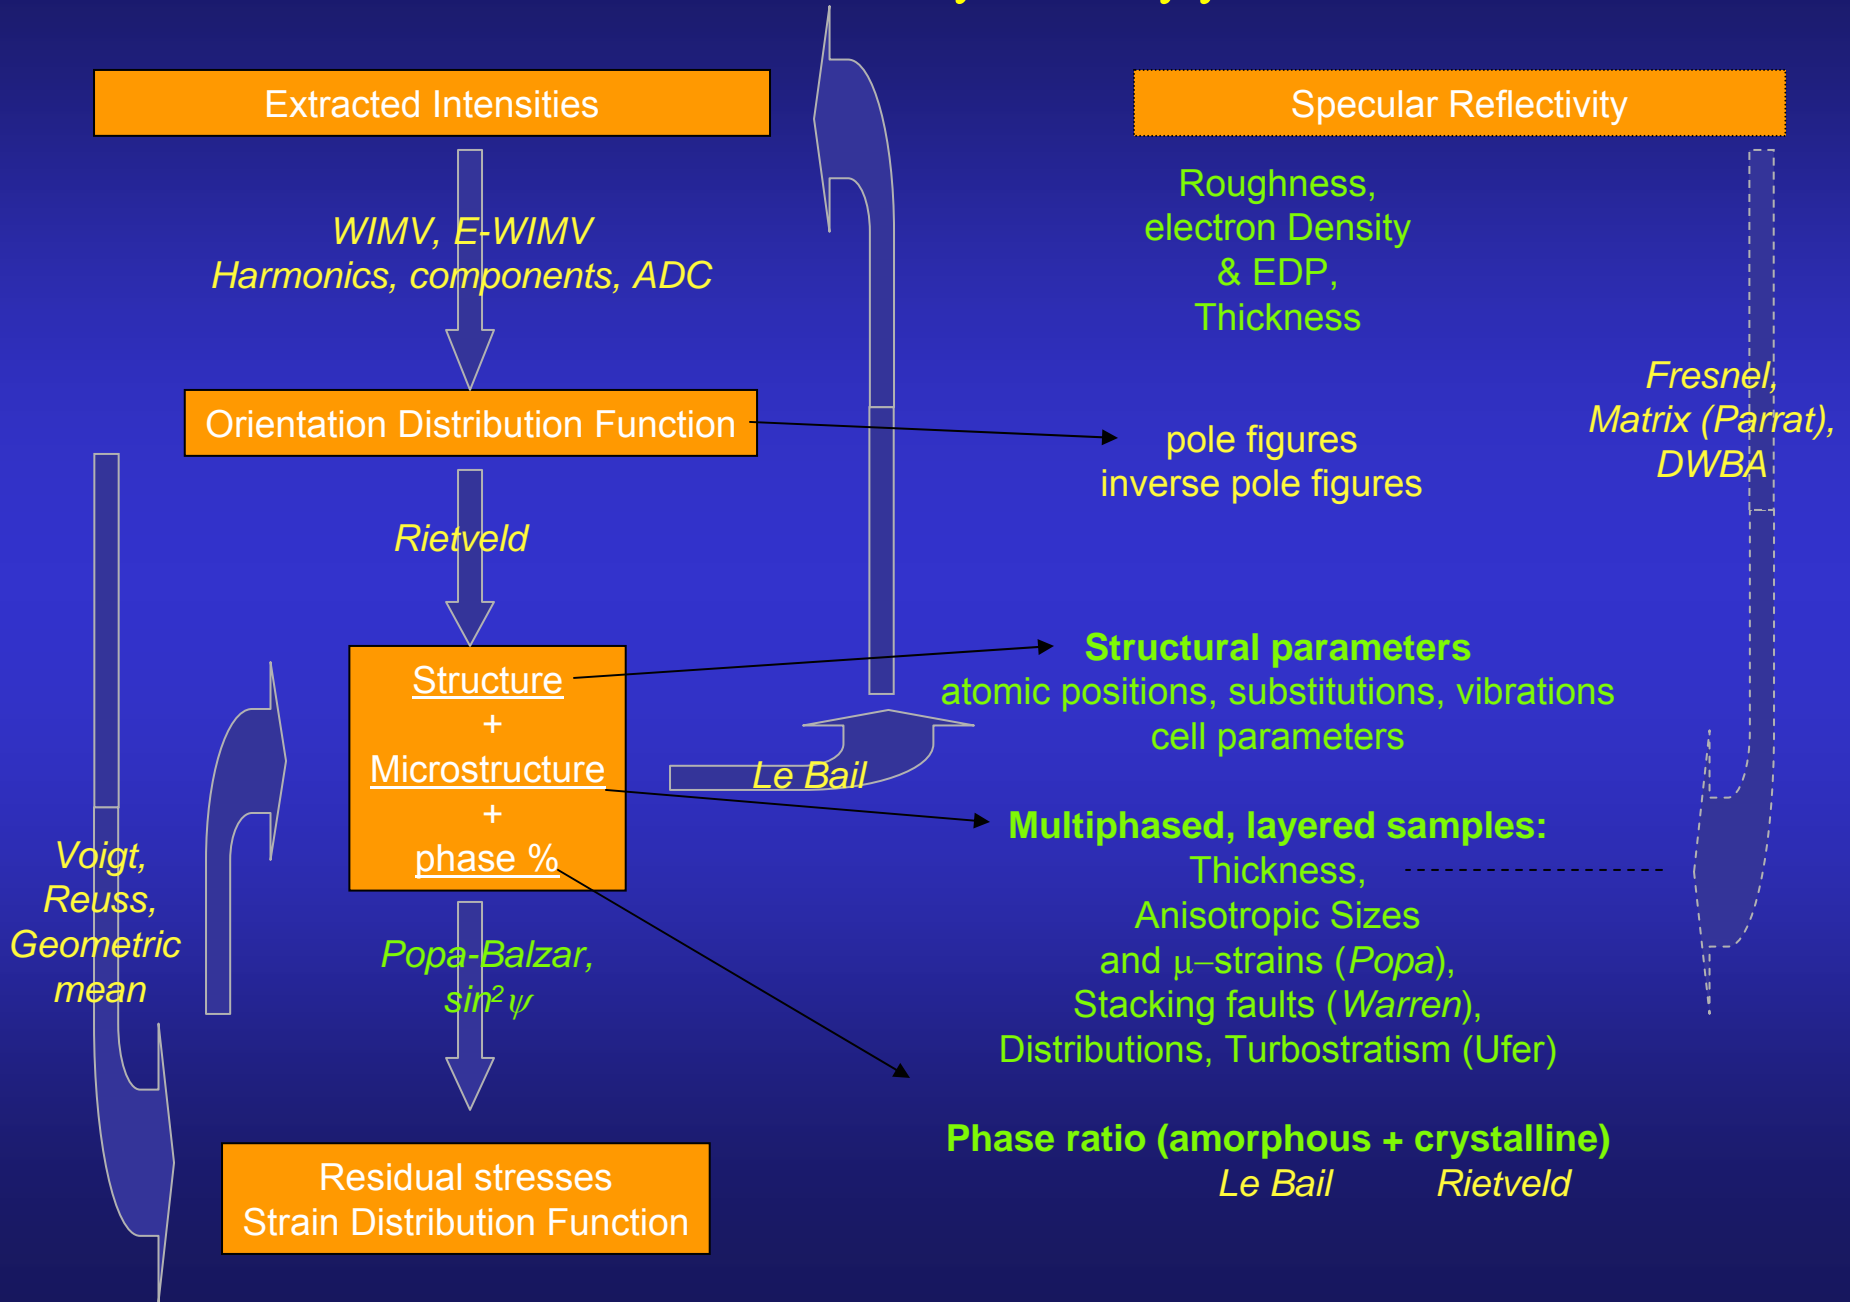 Extracted Intensities
Specular Reflectivity
WIMV, E-WIMV
Harmonics, components, ADC
Roughness,
electron Density
& EDP,
Thickness
Fresnel,
Matrix (Parrat),
DWBA
Orientation Distribution Function
pole figures
inverse pole figures
Rietveld
Structure
+
Microstructure
+
phase %
Le Bail
Structural parameters
atomic positions, substitutions, vibrations
cell parameters
Multiphased, layered samples:
Thickness,
Anisotropic Sizes
and μ–strains (Popa),
Stacking faults (Warren),
Distributions, Turbostratism (Ufer)
Voigt,
Reuss,
Geometric
mean
Popa-Balzar,
sin²ψ
Phase ratio (amorphous + crystalline)
Le Bail Rietveld
Residual stresses
Strain Distribution Function